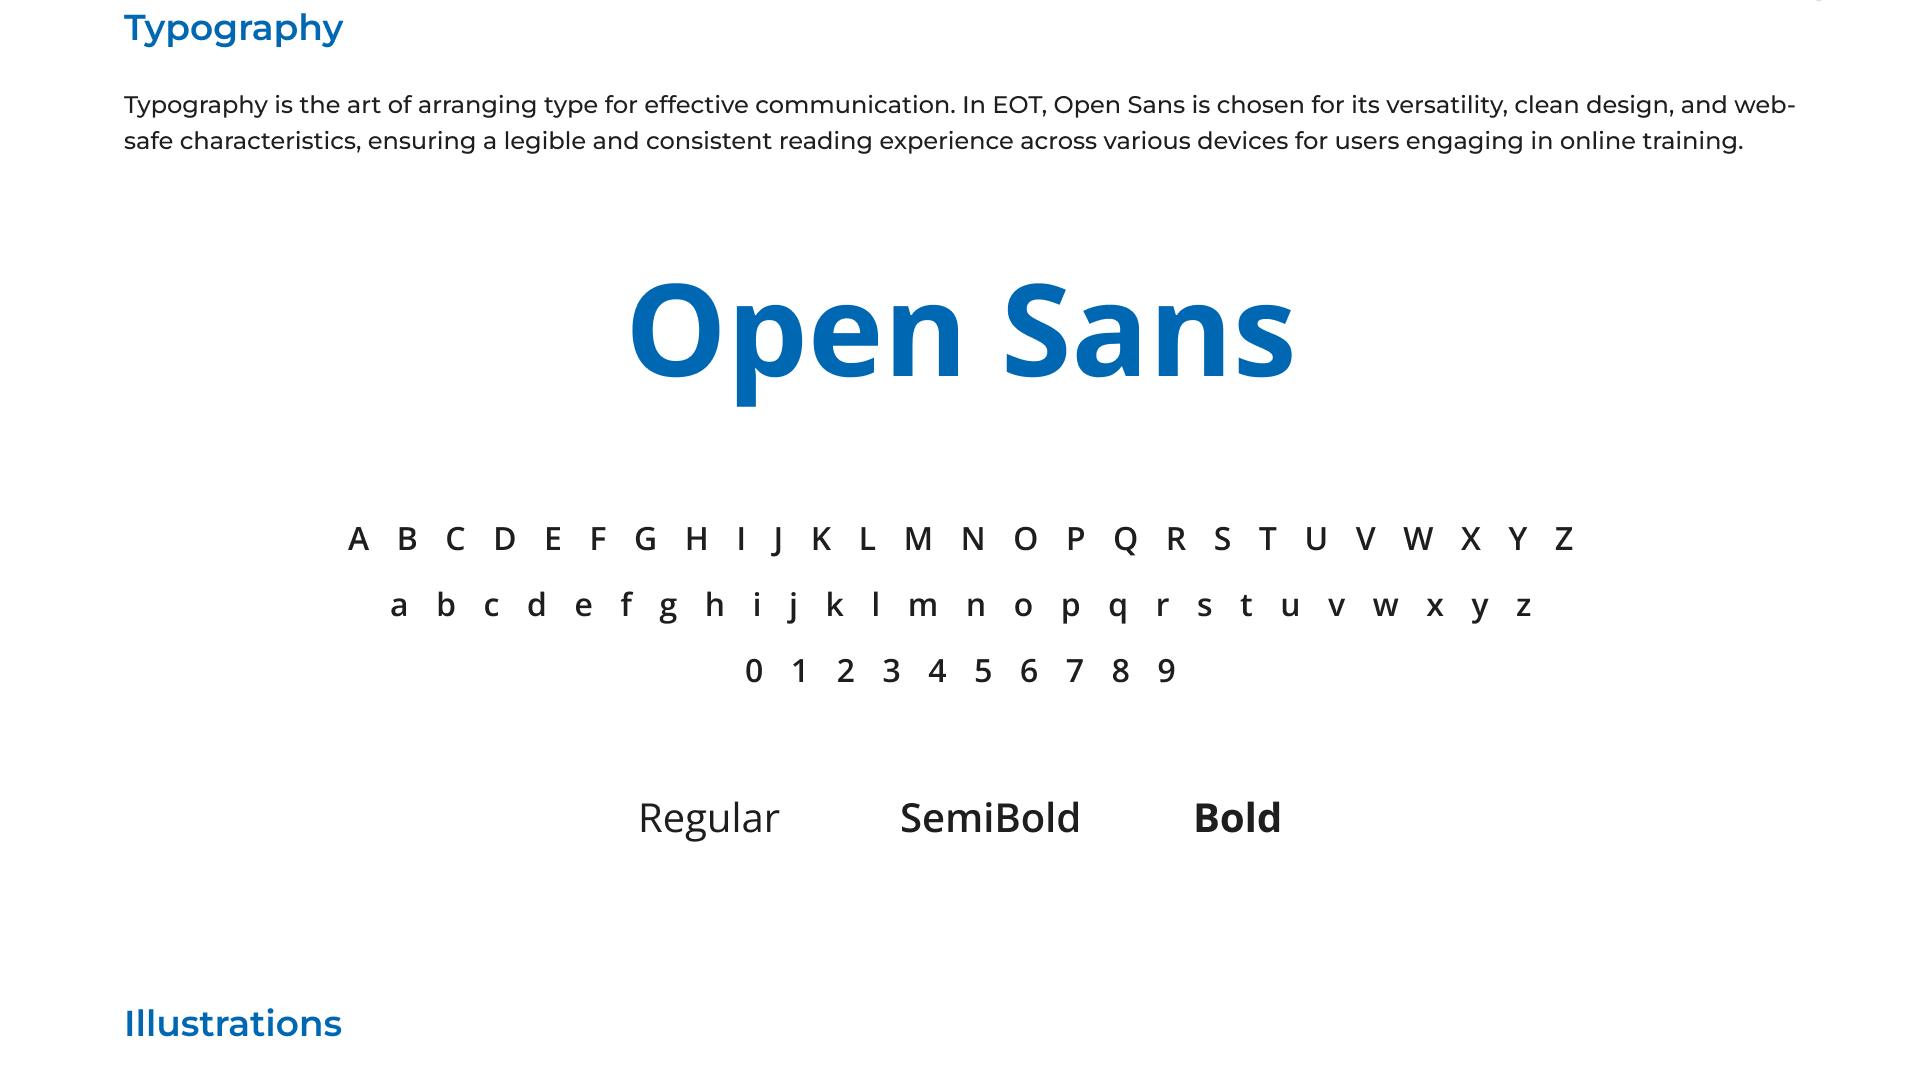 Typography
Typography is the art of arranging type for effective communication. In EOT, Open Sans is chosen for its versatility, clean design, and web-
safe characteristics, ensuring a legible and consistent reading experience across various devices for users engaging in online training.
Open Sans
A B C D E F G H I J K L M N O P Q R S T U V W X Y Z
a b c d e f g h i j k l m n o p q r s t u v w x y z
0 1 2 3 4 5 6 7 8 9
Regular SemiBold Bold
Illustrations